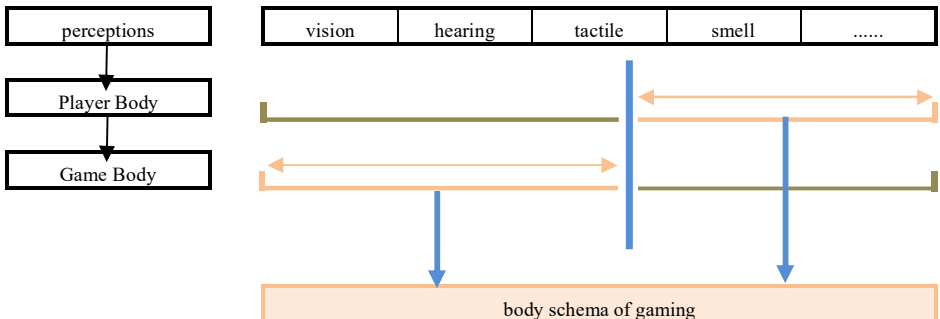 perceptions
vision hearing tactile smell ......
Player Body
Game Body
body schema of gaming